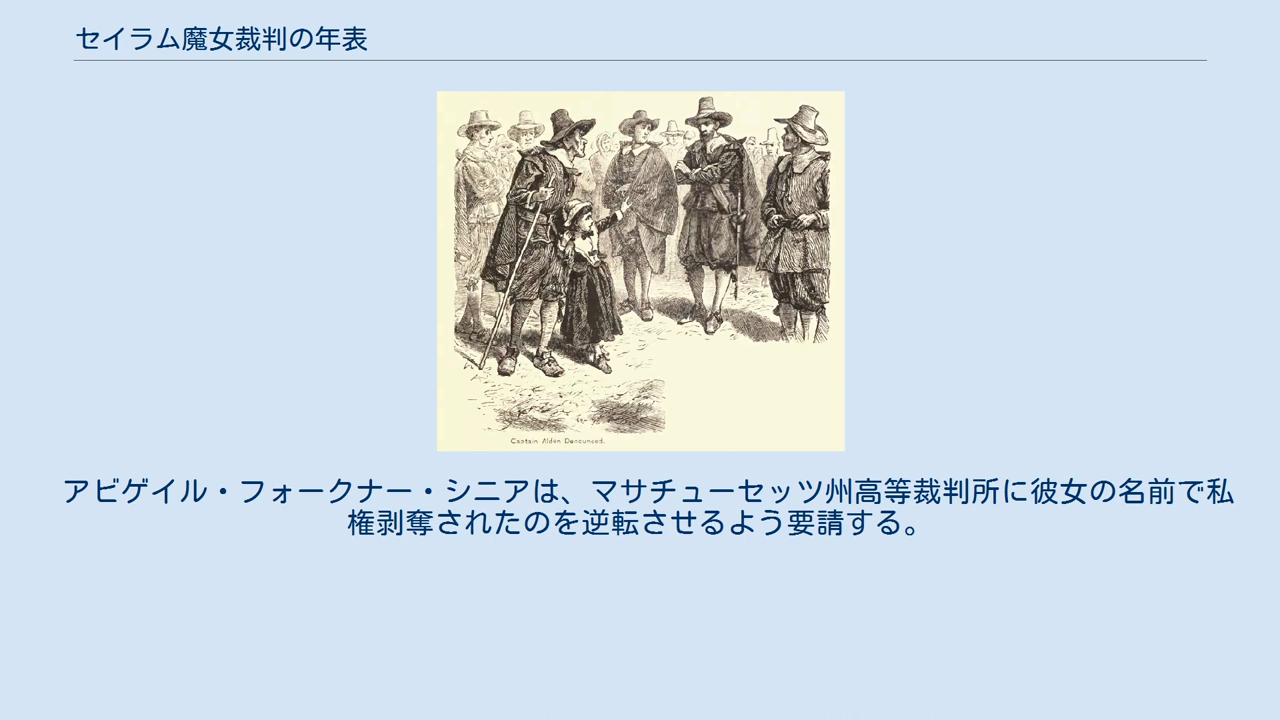 セイラム魔女裁判の年表
Captain Alden Denounced.
アビゲイル・フォークナー・シニアは、マサチューセッツ州高等裁判所に彼女の名前で私
権剥奪されたのを逆転させるよう要請する。